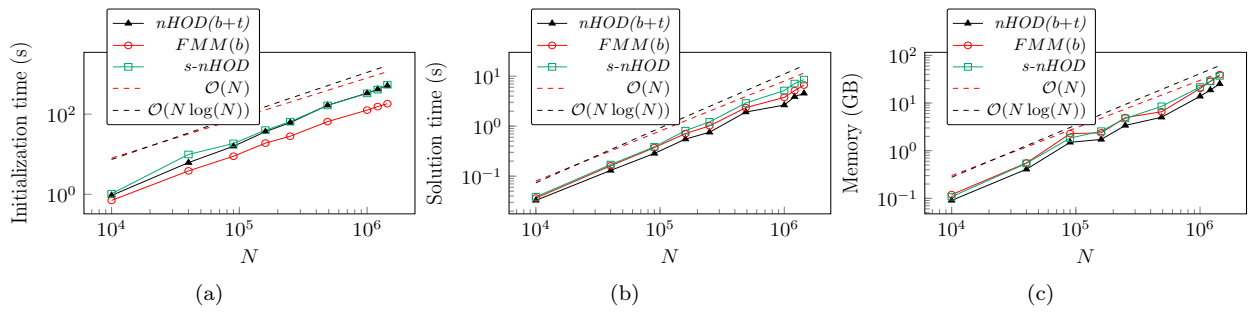 nHOD(b+t)
FMM(b)
s-nHOD
O(N)
O(N log(N))
Initialization time (s)
10^2
10^0
10^4
10^5
10^6
N
(a)
nHOD(b+t)
FMM(b)
s-nHOD
O(N)
O(N log(N))
Solution time (s)
10^1
10^0
10^−1
10^4
10^5
10^6
N
(b)
nHOD(b+t)
FMM(b)
s-nHOD
O(N)
O(N log(N))
Memory (GB)
10^2
10^1
10^0
10^−1
10^4
10^5
10^6
N
(c)